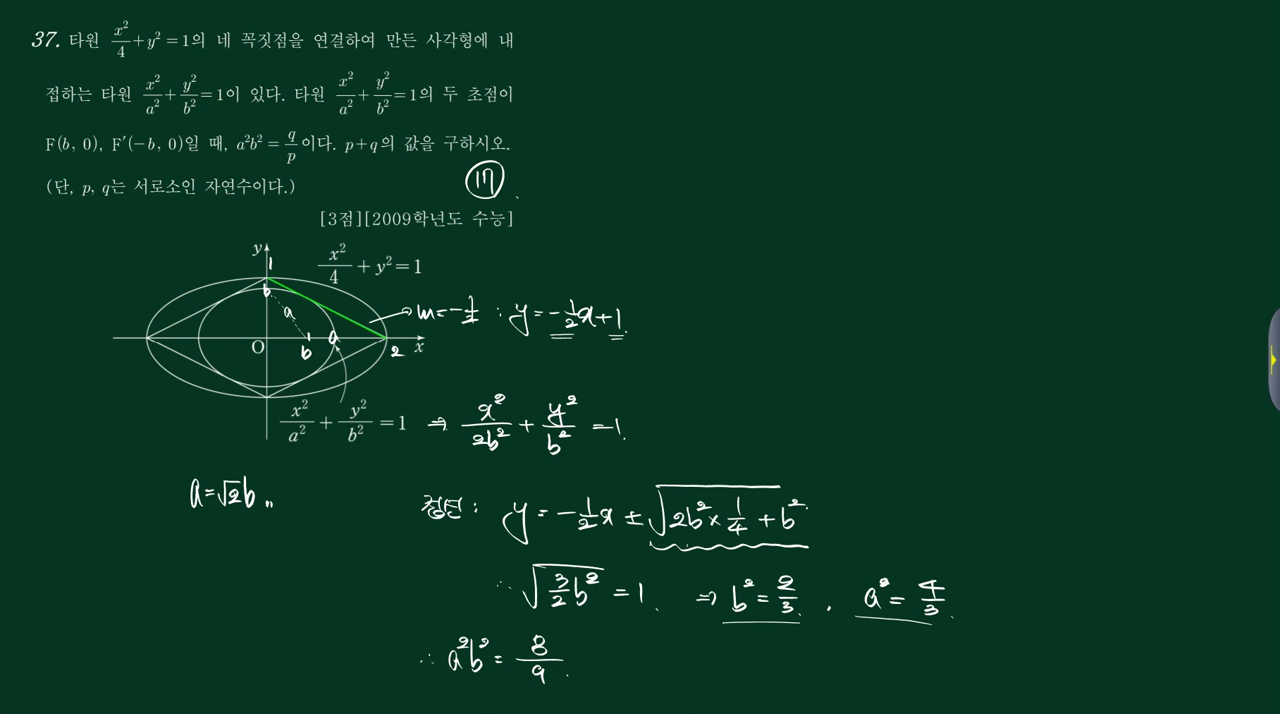 37. 타원 x²/4 + y² = 1의 네 꼭짓점을 연결하여 만든 사각형에 내
접하는 타원 x²/a² + y²/b² = 1이 있다. 타원 x²/a² + y²/b² = 1의 두 초점이
F(b, 0), F′(−b, 0)일 때, a²b² = q/p 이다. p+q의 값을 구하시오.
(단, p, q는 서로소인 자연수이다.)
17
[3점][2009학년도 수능]
y
1
x²/4 + y² = 1
b
a
m = −1/2 : y = −1/2 x + 1
O
b
a
2
x
x²/a² + y²/b² = 1
⇒ x²/2b² + y²/b² = 1.
a = √2 b
접선 : y = −1/2 x ± √(2b² × 1/4 + b²)
∴ √(3/2 b²) = 1. ⇒ b² = 2/3. , a² = 4/3.
∴ a²b² = 8/9.